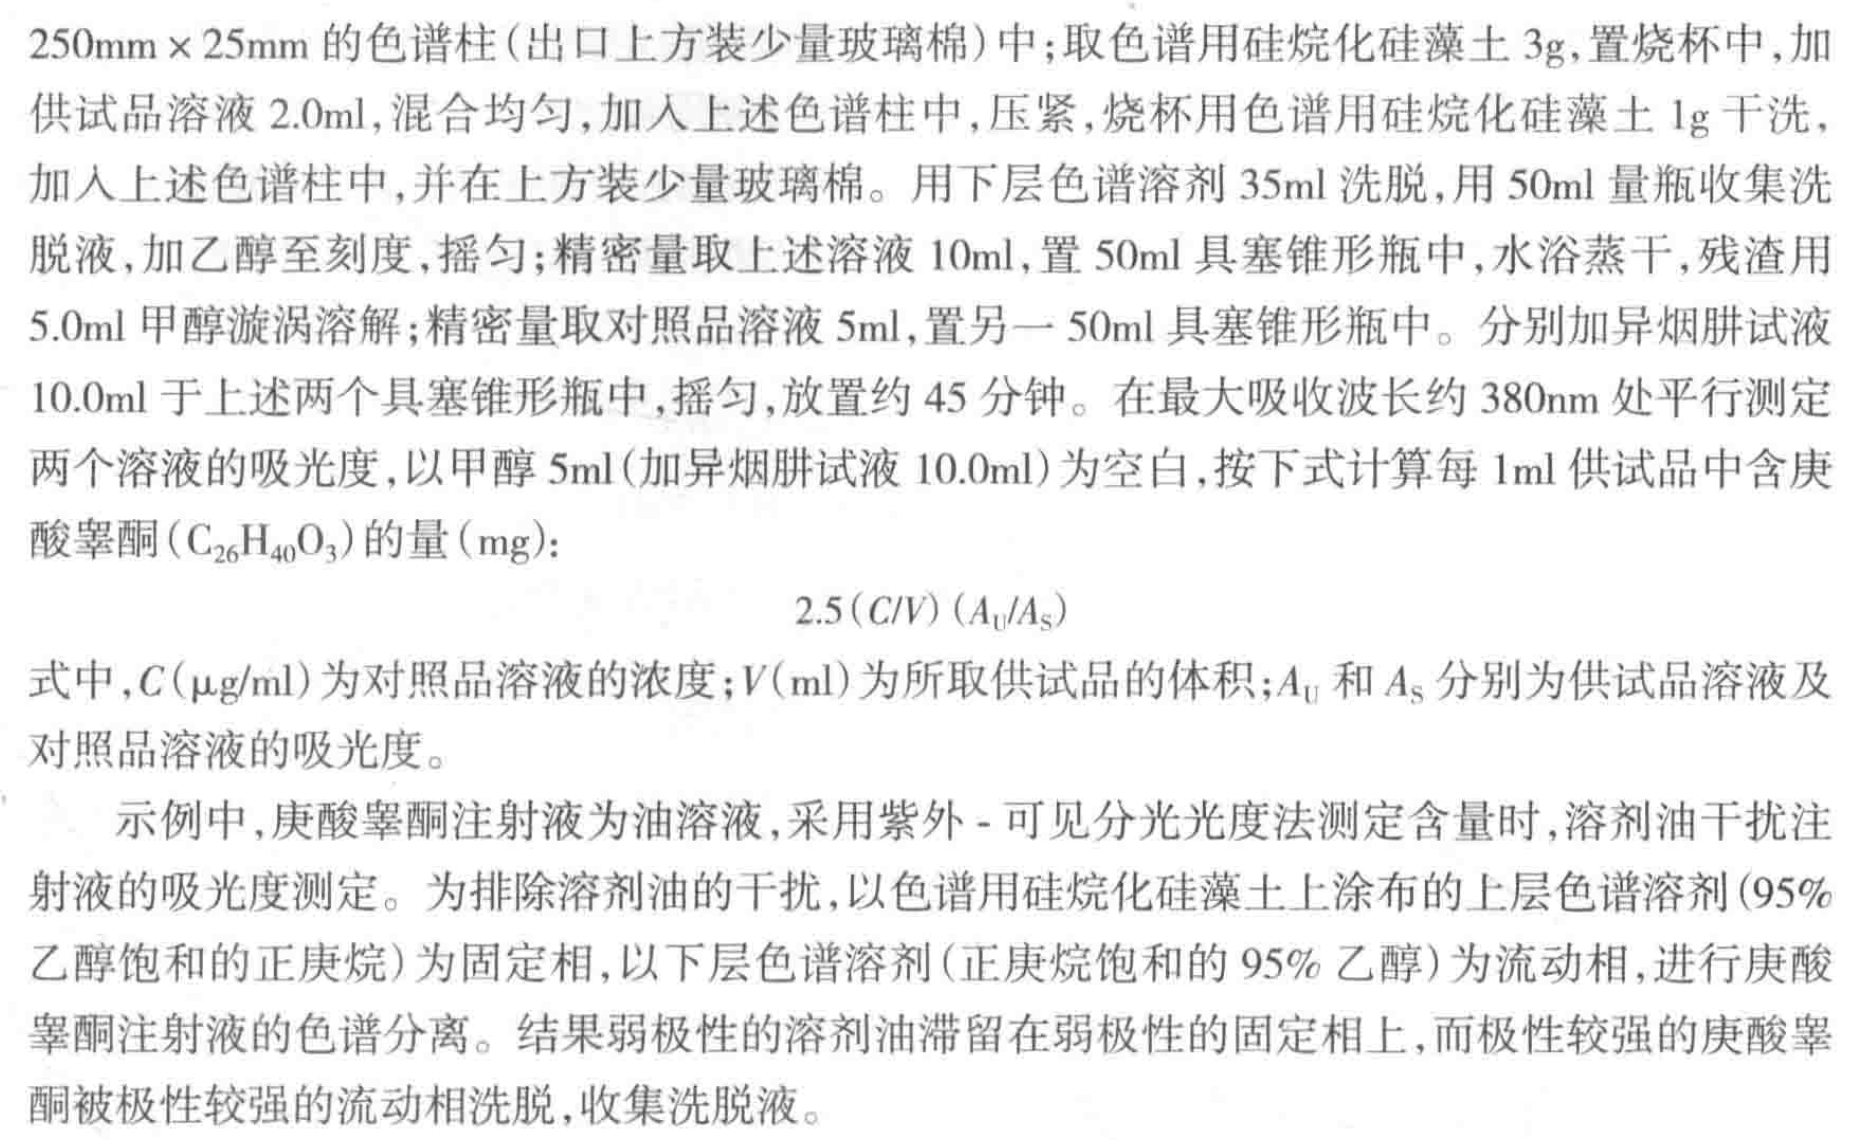 250mm × 25mm 的色谱柱(出口上方装少量玻璃棉)中;取色谱用硅烷化硅藻土 3g,置烧杯中,加
供试品溶液 2.0ml,混合均匀,加入上述色谱柱中,压紧,烧杯用色谱用硅烷化硅藻土 1g 干洗,
加入上述色谱柱中,并在上方装少量玻璃棉。用下层色谱溶剂 35ml 洗脱,用 50ml 量瓶收集洗
脱液,加乙醇至刻度,摇匀;精密量取上述溶液 10ml,置 50ml 具塞锥形瓶中,水浴蒸干,残渣用
5.0ml 甲醇漩涡溶解;精密量取对照品溶液 5ml,置另一 50ml 具塞锥形瓶中。分别加异烟肼试液
10.0ml 于上述两个具塞锥形瓶中,摇匀,放置约 45 分钟。在最大吸收波长约 380nm 处平行测定
两个溶液的吸光度,以甲醇 5ml(加异烟肼试液 10.0ml)为空白,按下式计算每 1ml 供试品中含庚
酸睾酮(C₂₆H₄₀O₃)的量(mg):
2.5(C/V)(A_U/A_S)
式中,C(μg/ml)为对照品溶液的浓度;V(ml)为所取供试品的体积;A_U 和 A_S 分别为供试品溶液及
对照品溶液的吸光度。
示例中,庚酸睾酮注射液为油溶液,采用紫外 - 可见分光光度法测定含量时,溶剂油干扰注
射液的吸光度测定。为排除溶剂油的干扰,以色谱用硅烷化硅藻土上涂布的上层色谱溶剂(95%
乙醇饱和的正庚烷)为固定相,以下层色谱溶剂(正庚烷饱和的 95% 乙醇)为流动相,进行庚酸
睾酮注射液的色谱分离。结果弱极性的溶剂油滞留在弱极性的固定相上,而极性较强的庚酸睾
酮被极性较强的流动相洗脱,收集洗脱液。